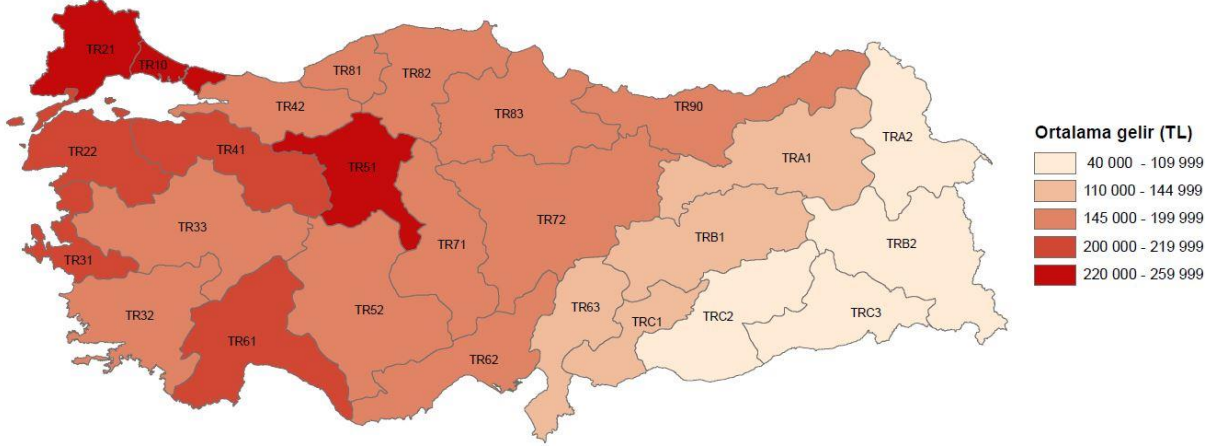 TR21
TR10
TR81
TR82
TR42
TR83
TR90
TR22
TR41
TR51
TRA1
TRA2
TR33
TR72
TR71
TRB1
TRB2
TR31
TR32
TR52
TR63
TRC1
TRC2
TRC3
TR61
TR62
Ortalama gelir (TL)
40 000 - 109 999
110 000 - 144 999
145 000 - 199 999
200 000 - 219 999
220 000 - 259 999